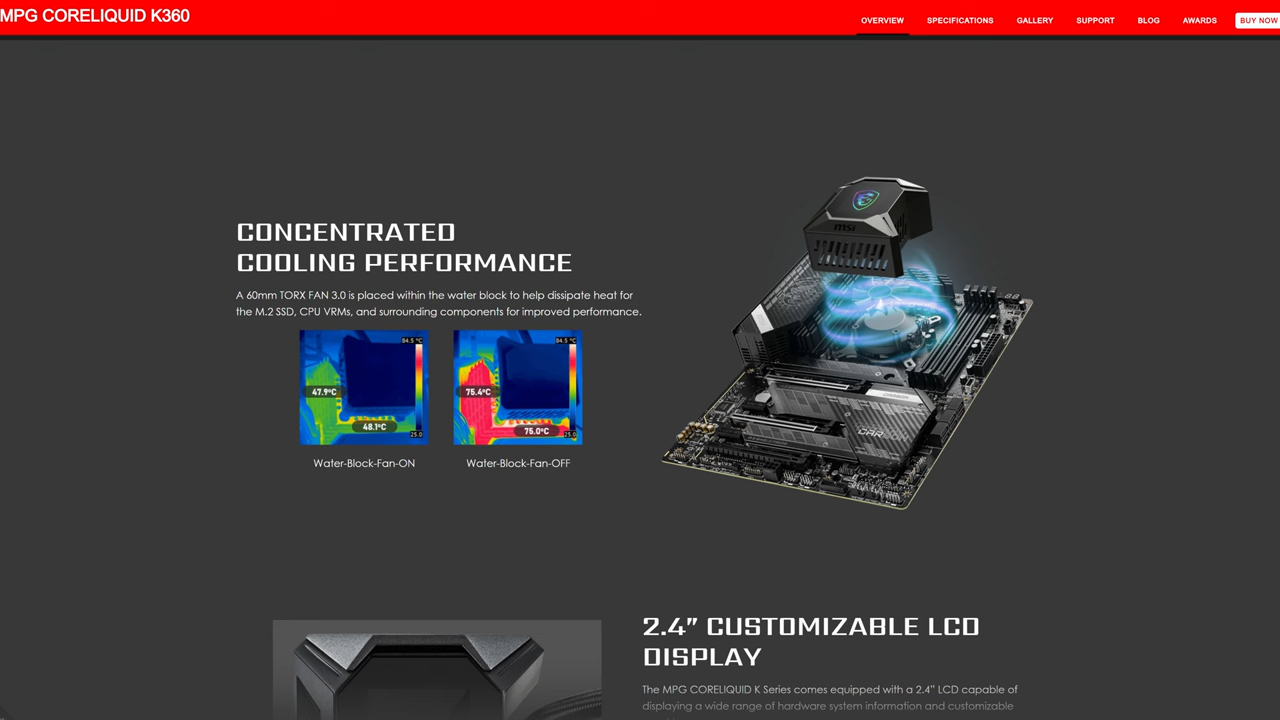 MPG CORELIQUID K360
OVERVIEW
SPECIFICATIONS
GALLERY
SUPPORT
BLOG
AWARDS
BUY NOW
CONCENTRATED
COOLING PERFORMANCE
A 60mm TORX FAN 3.0 is placed within the water block to help dissipate heat for
the M.2 SSD, CPU VRMs, and surrounding components for improved performance.
84.5 °C
47.9°C
48.1°C
25.0
Water-Block-Fan-ON
84.5 °C
75.4°C
75.0°C
25.0
Water-Block-Fan-OFF
msi
CARBON
2.4" CUSTOMIZABLE LCD
DISPLAY
The MPG CORELIQUID K Series comes equipped with a 2.4" LCD capable of
displaying a wide range of hardware system information and customizable